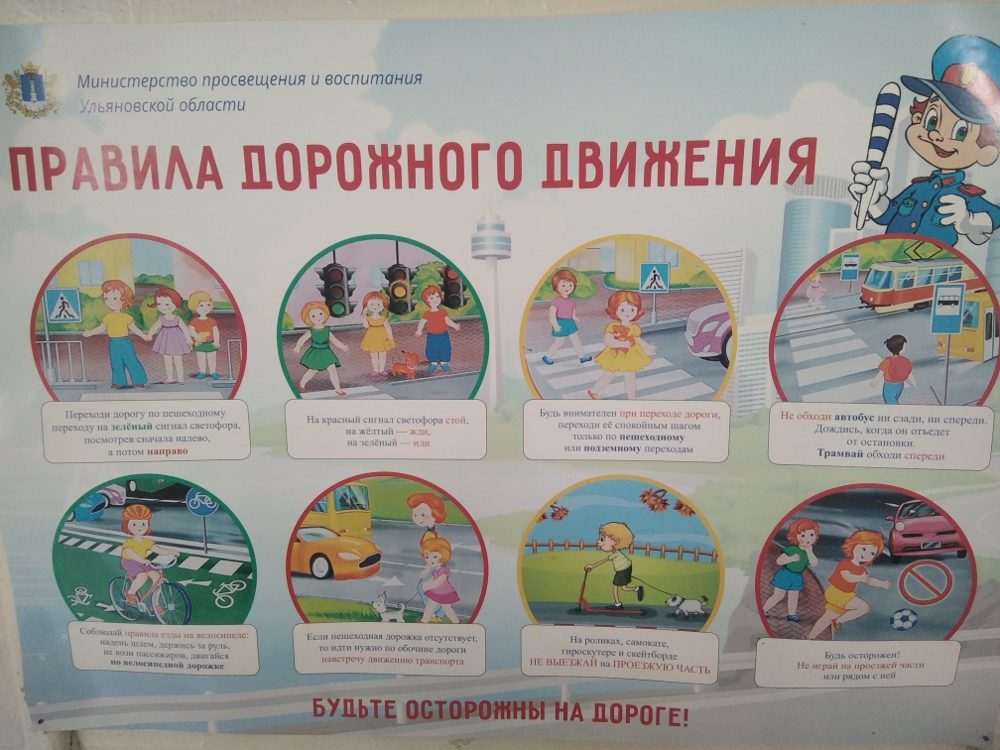 Министерство просвещения и воспитания
Ульяновской области
ПРАВИЛА ДОРОЖНОГО ДВИЖЕНИЯ
Переходи дорогу по пешеходному
переходу на зелёный сигнал светофора,
посмотрев сначала налево,
а потом направо
На красный сигнал светофора стой,
на жёлтый — жди,
на зелёный — иди
Будь внимателен при переходе дороги,
переходи её спокойным шагом
только по пешеходному
или подземному переходам
Не обходи автобус ни сзади, ни спереди.
Дождись, когда он отъедет
от остановки.
Трамвай обходи спереди
Соблюдай правила езды на велосипеде:
надень шлем, держись за руль,
не вози пассажиров, двигайся
по велосипедной дорожке
Если пешеходная дорожка отсутствует,
то идти нужно по обочине дороги
навстречу движению транспорта
На роликах, самокате,
гироскутере и скейтборде
НЕ ВЫЕЗЖАЙ на ПРОЕЗЖУЮ ЧАСТЬ
Будь осторожен!
Не играй на проезжей части
или рядом с ней
БУДЬТЕ ОСТОРОЖНЫ НА ДОРОГЕ!